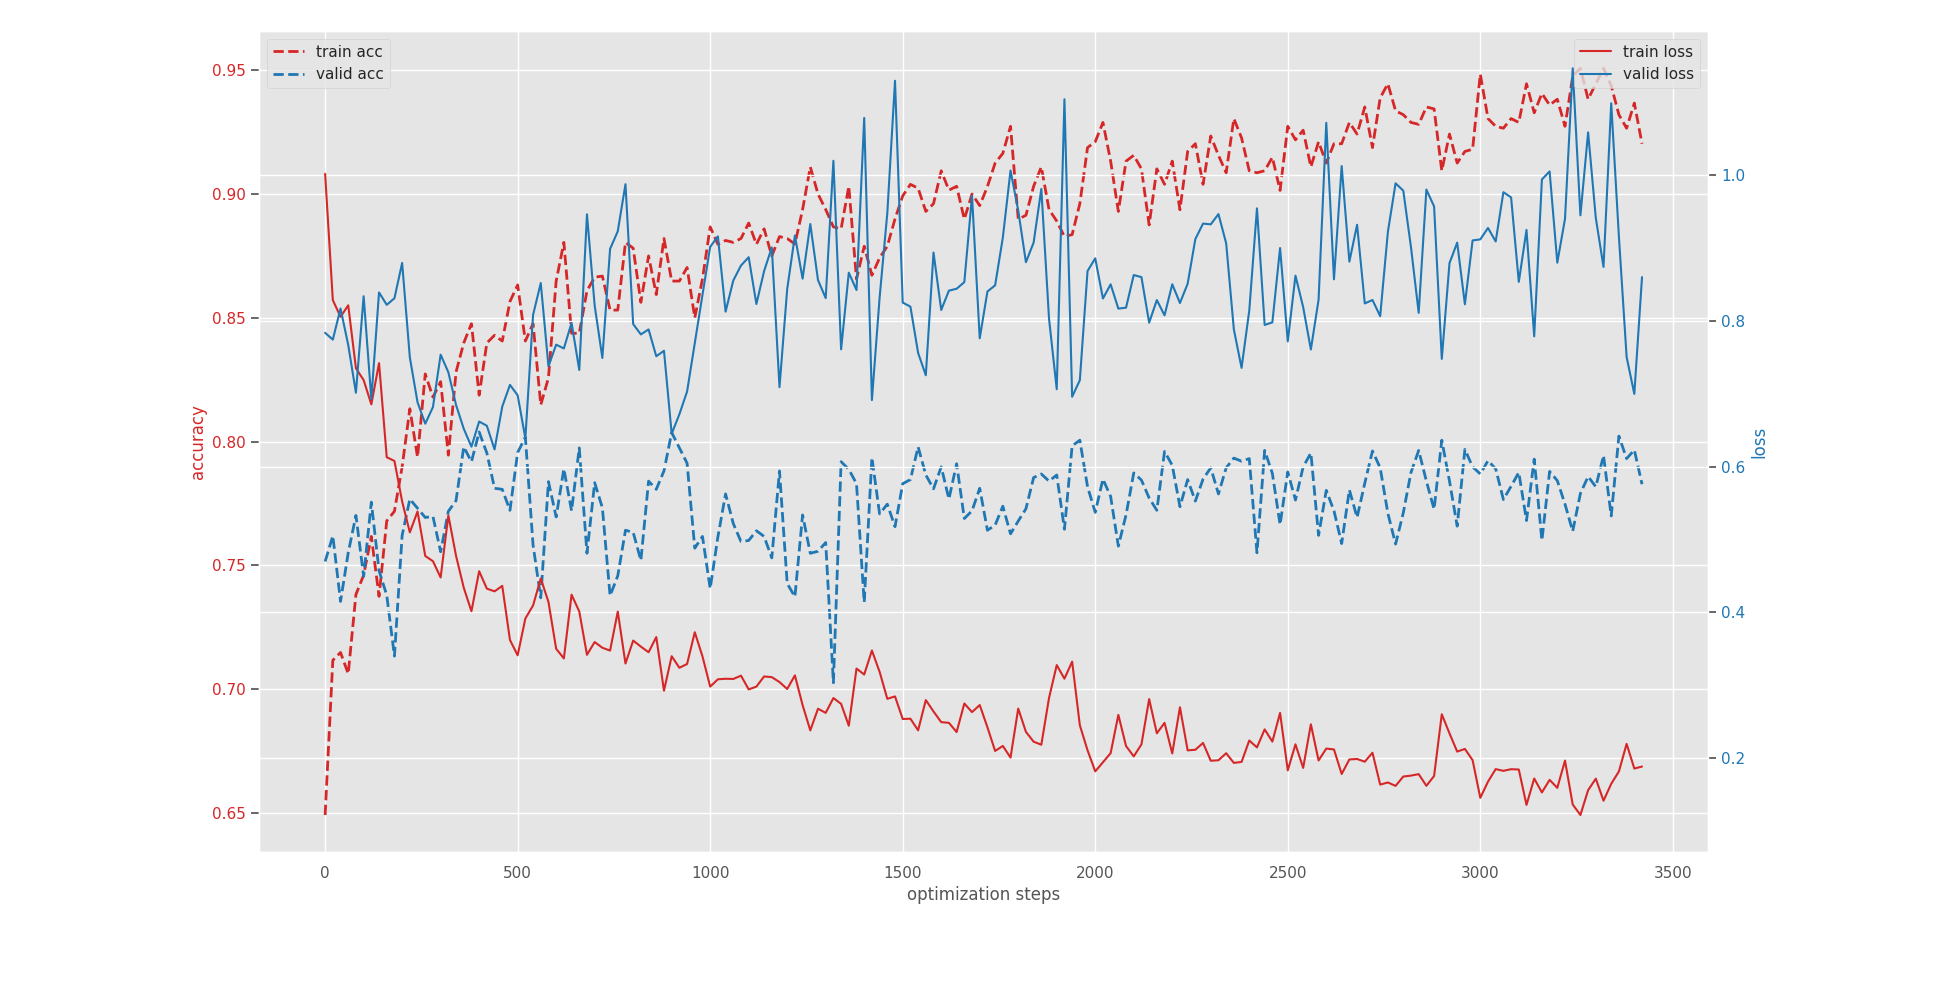 train acc
valid acc
train loss
valid loss
0.95
0.90
0.85
0.80
0.75
0.70
0.65
accuracy
1.0
0.8
0.6
0.4
0.2
loss
0 500 1000 1500 2000 2500 3000 3500
optimization steps